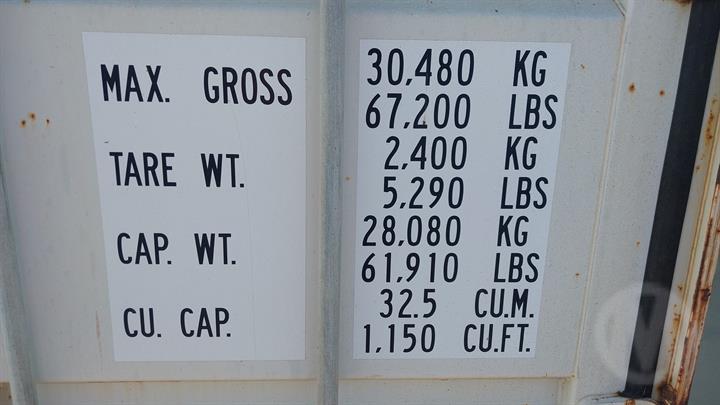 MAX. GROSS 30,480 KG
67,200 LBS
TARE WT. 2,400 KG
5,290 LBS
CAP. WT. 28,080 KG
61,910 LBS
CU. CAP. 32.5 CU.M.
1,150 CU.FT.